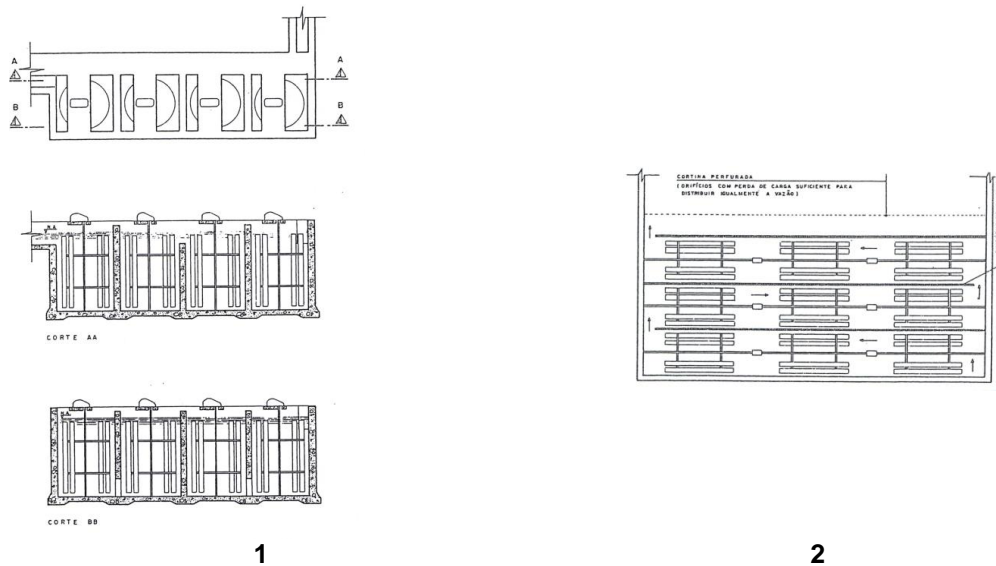 A
A
B
B
N.A.
CORTE AA
N.A.
CORTE BB
1
CORTINA PERFURADA
(ORIFÍCIOS COM PERDA DE CARGA SUFICIENTE PARA
DISTRIBUIR IGUALMENTE A VAZÃO)
2